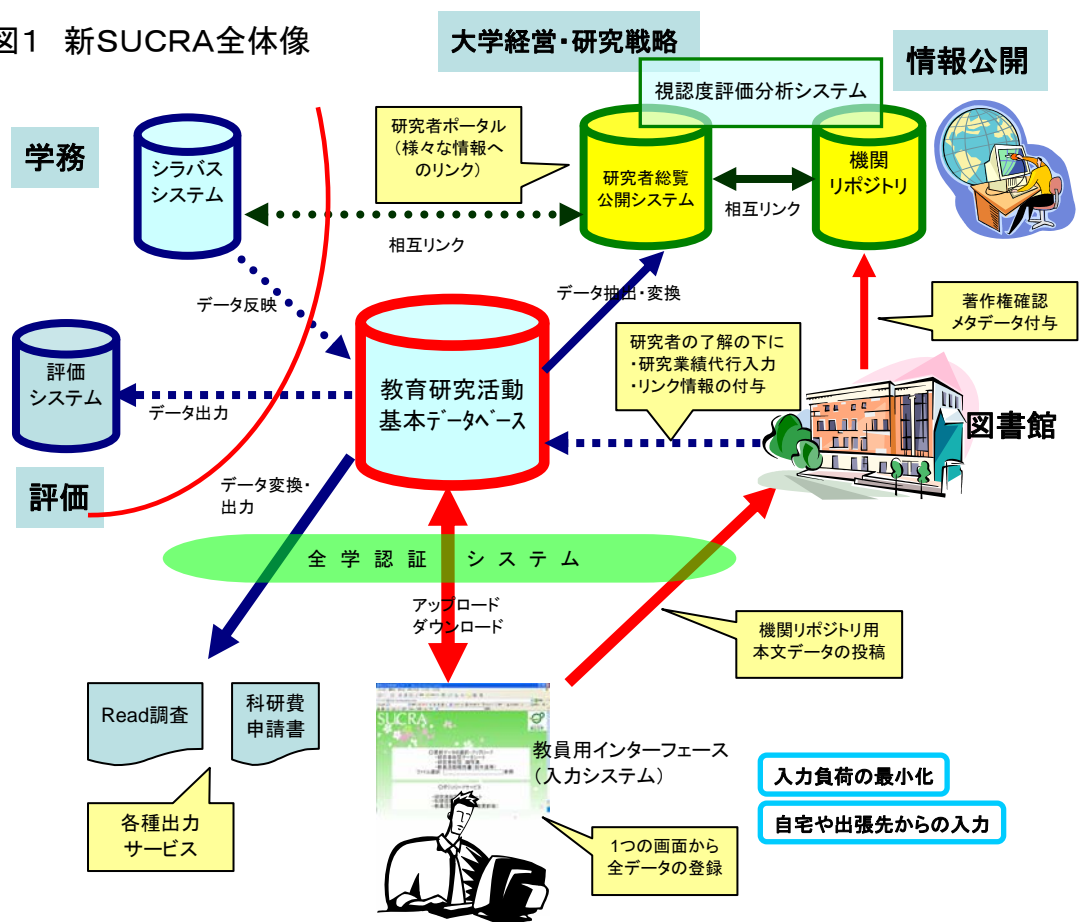 図1 新SUCRA全体像
大学経営・研究戦略
情報公開
視認度評価分析システム
学務
シラバス
システム
研究者ポータル
（様々な情報へ
のリンク）
研究者総覧
公開システム
機関
リポジトリ
相互リンク
相互リンク
データ反映
データ抽出・変換
著作権確認
メタデータ付与
評価
システム
データ出力
教育研究活動
基本データベース
研究者の了解の下に
・研究業績代行入力
・リンク情報の付与
図書館
評価
データ変換・
出力
全学認証 システム
アップロード
ダウンロード
機関リポジトリ用
本文データの投稿
Read調査
科研費
申請書
SUCRA
教員用インターフェース
（入力システム）
入力負荷の最小化
自宅や出張先からの入力
各種出力
サービス
1つの画面から
全データの登録